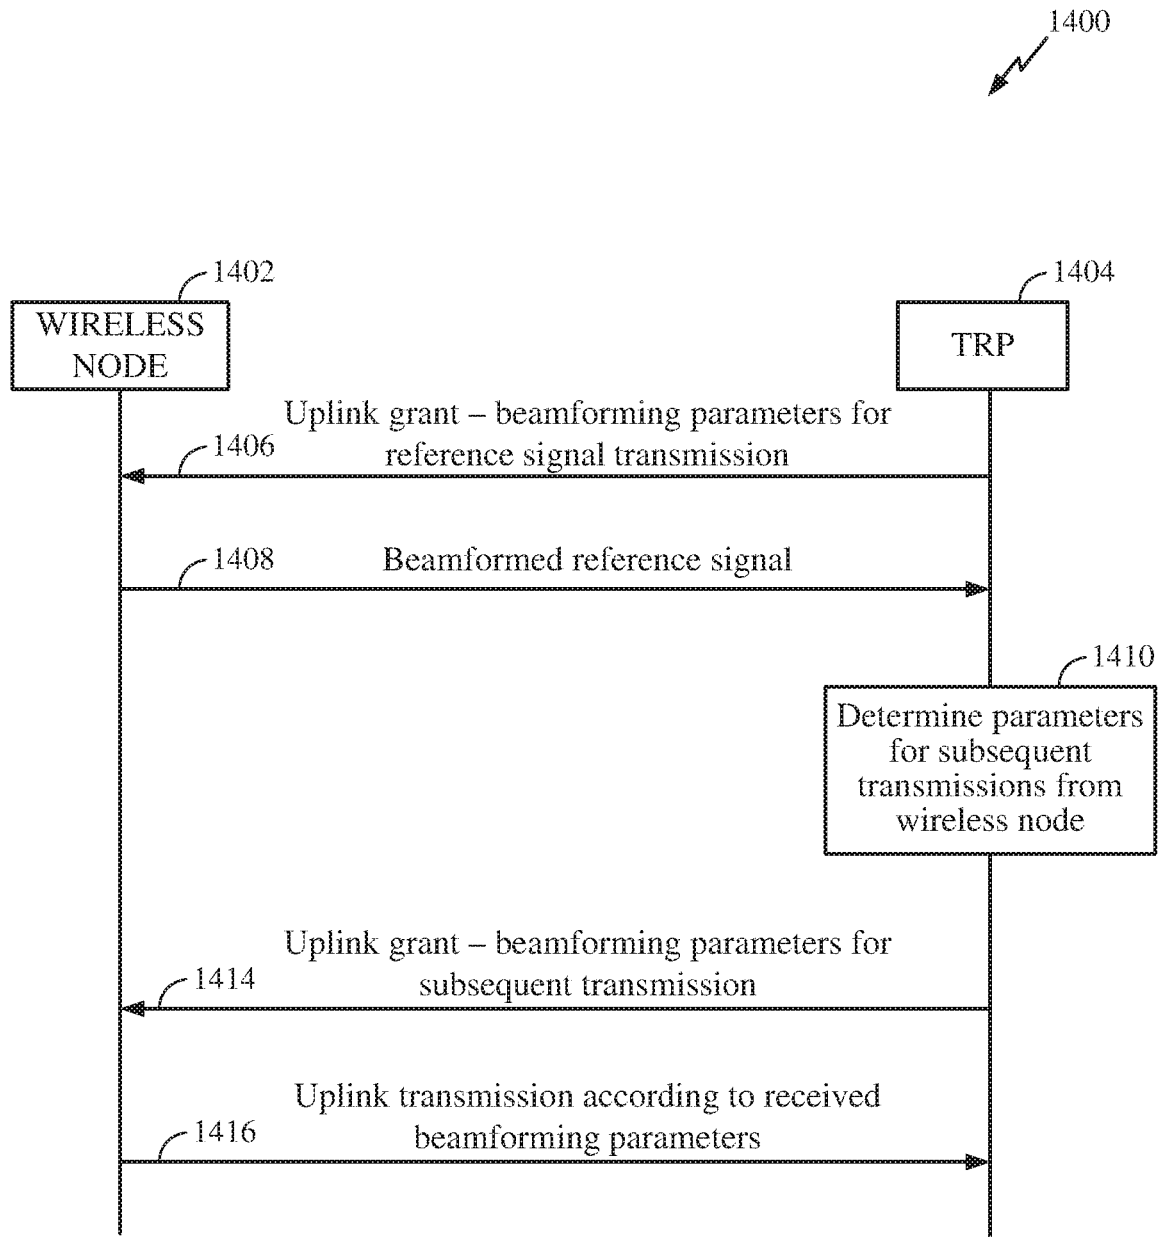 1400
1402
1404
WIRELESS
NODE
TRP
Uplink grant – beamforming parameters for
reference signal transmission
1406
1408
Beamformed reference signal
1410
Determine parameters
for subsequent
transmissions from
wireless node
Uplink grant – beamforming parameters for
subsequent transmission
1414
Uplink transmission according to received
beamforming parameters
1416